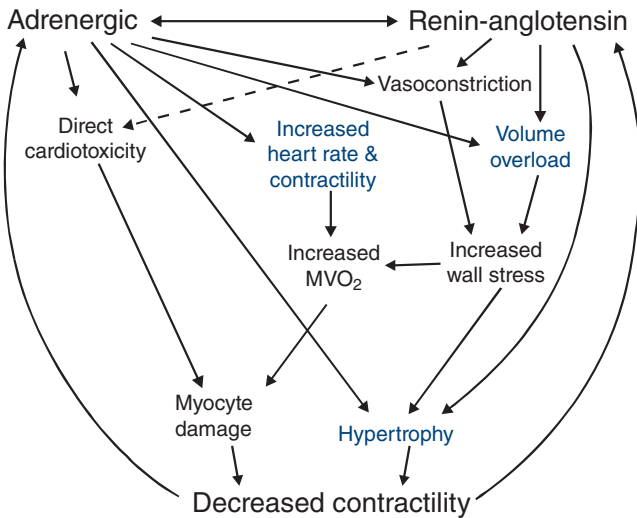 Adrenergic
Renin-anglotensin
Vasoconstriction
Direct
cardiotoxicity
Increased
heart rate &
contractility
Volume
overload
Increased
MVO2
Increased
wall stress
Myocyte
damage
Hypertrophy
Decreased contractility